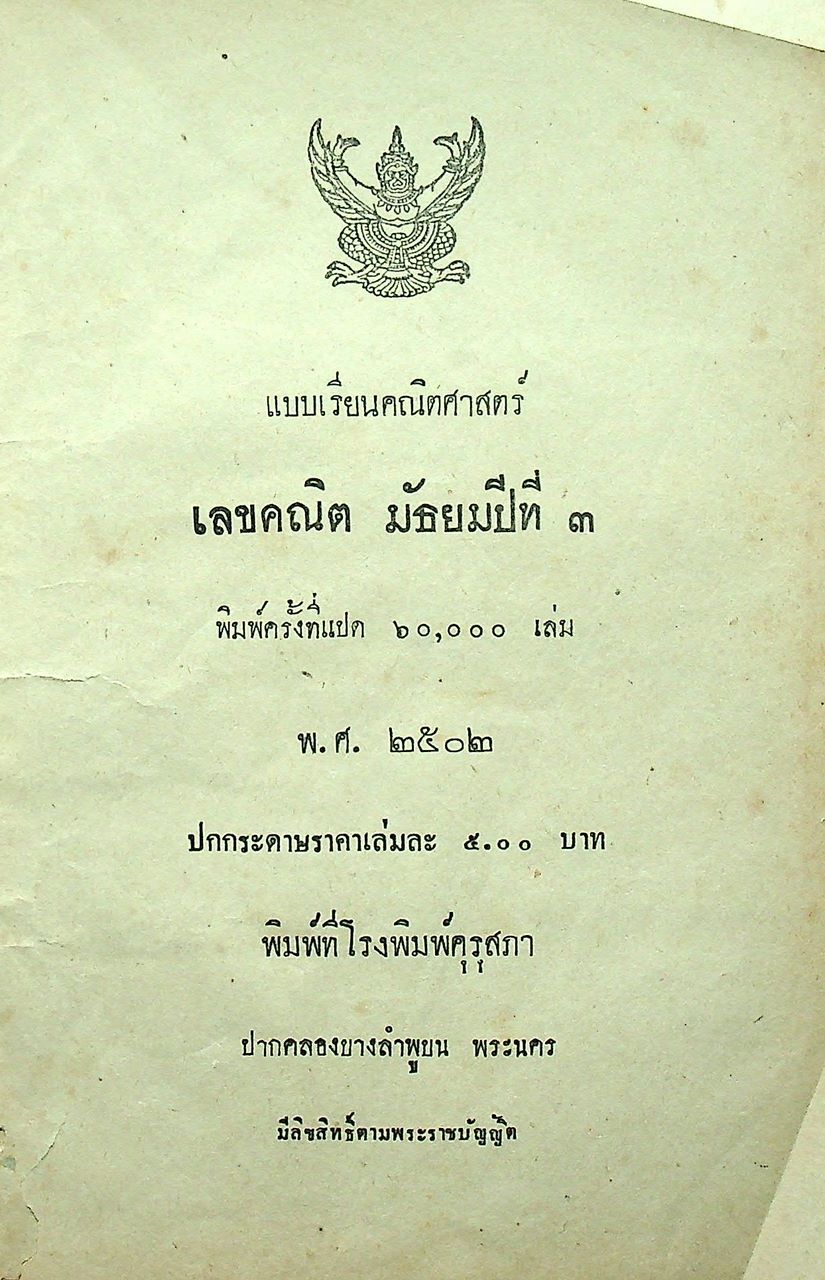 แบบเรียนคณิตศาสตร์
เลขคณิต มัธยมปีที่ ๓
พิมพ์ครั้งที่แปด ๖๐,๐๐๐ เล่ม
พ.ศ. ๒๕๐๒
ปกกระดาษราคาเล่มละ ๕.๐๐ บาท
พิมพ์ที่โรงพิมพ์คุรุสภา
ปากคลองบางลำพูบน พระนคร
มีลิขสิทธิ์ตามพระราชบัญญัติ